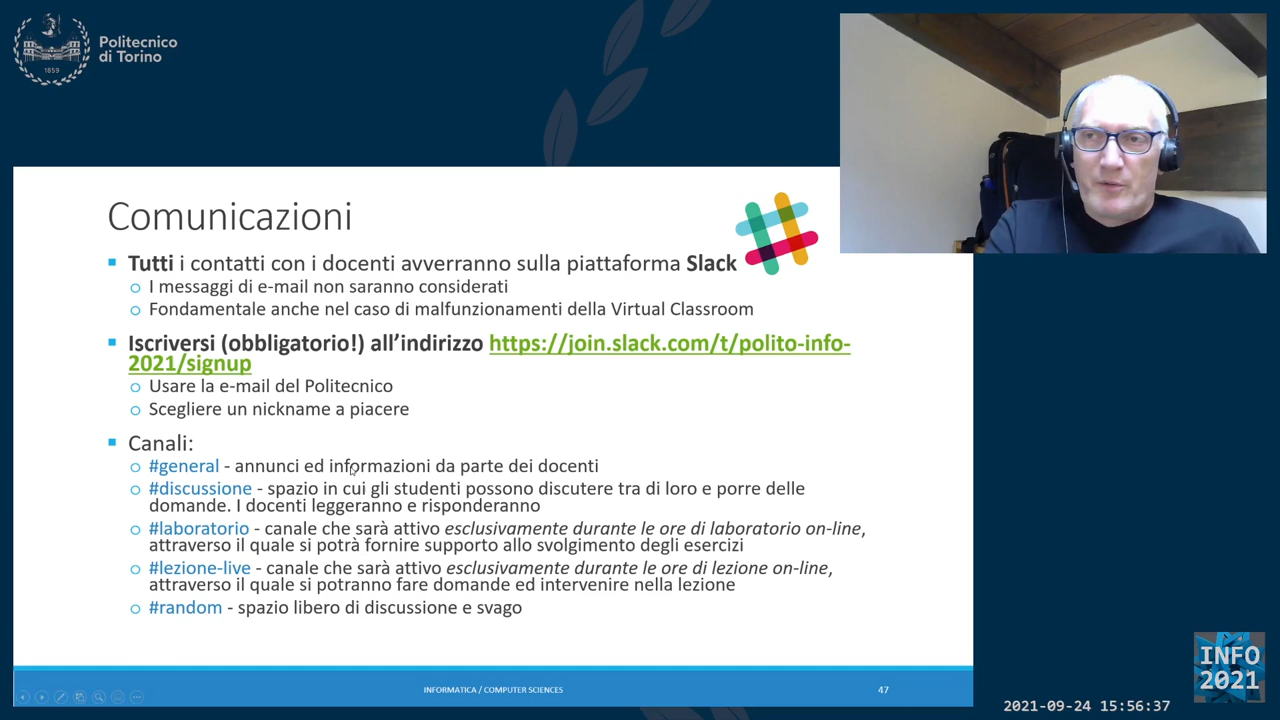 Politecnico
di Torino
1859
Comunicazioni
Tutti i contatti con i docenti avverranno sulla piattaforma Slack
I messaggi di e-mail non saranno considerati
Fondamentale anche nel caso di malfunzionamenti della Virtual Classroom
Iscriversi (obbligatorio!) all’indirizzo https://join.slack.com/t/polito-info-
2021/signup
Usare la e-mail del Politecnico
Scegliere un nickname a piacere
Canali:
#general - annunci ed informazioni da parte dei docenti
#discussione - spazio in cui gli studenti possono discutere tra di loro e porre delle
domande. I docenti leggeranno e risponderanno
#laboratorio - canale che sarà attivo esclusivamente durante le ore di laboratorio on-line,
attraverso il quale si potrà fornire supporto allo svolgimento degli esercizi
#lezione-live - canale che sarà attivo esclusivamente durante le ore di lezione on-line,
attraverso il quale si potranno fare domande ed intervenire nella lezione
#random - spazio libero di discussione e svago
INFORMATICA / COMPUTER SCIENCES
47
INFO
2021
2021-09-24 15:56:37